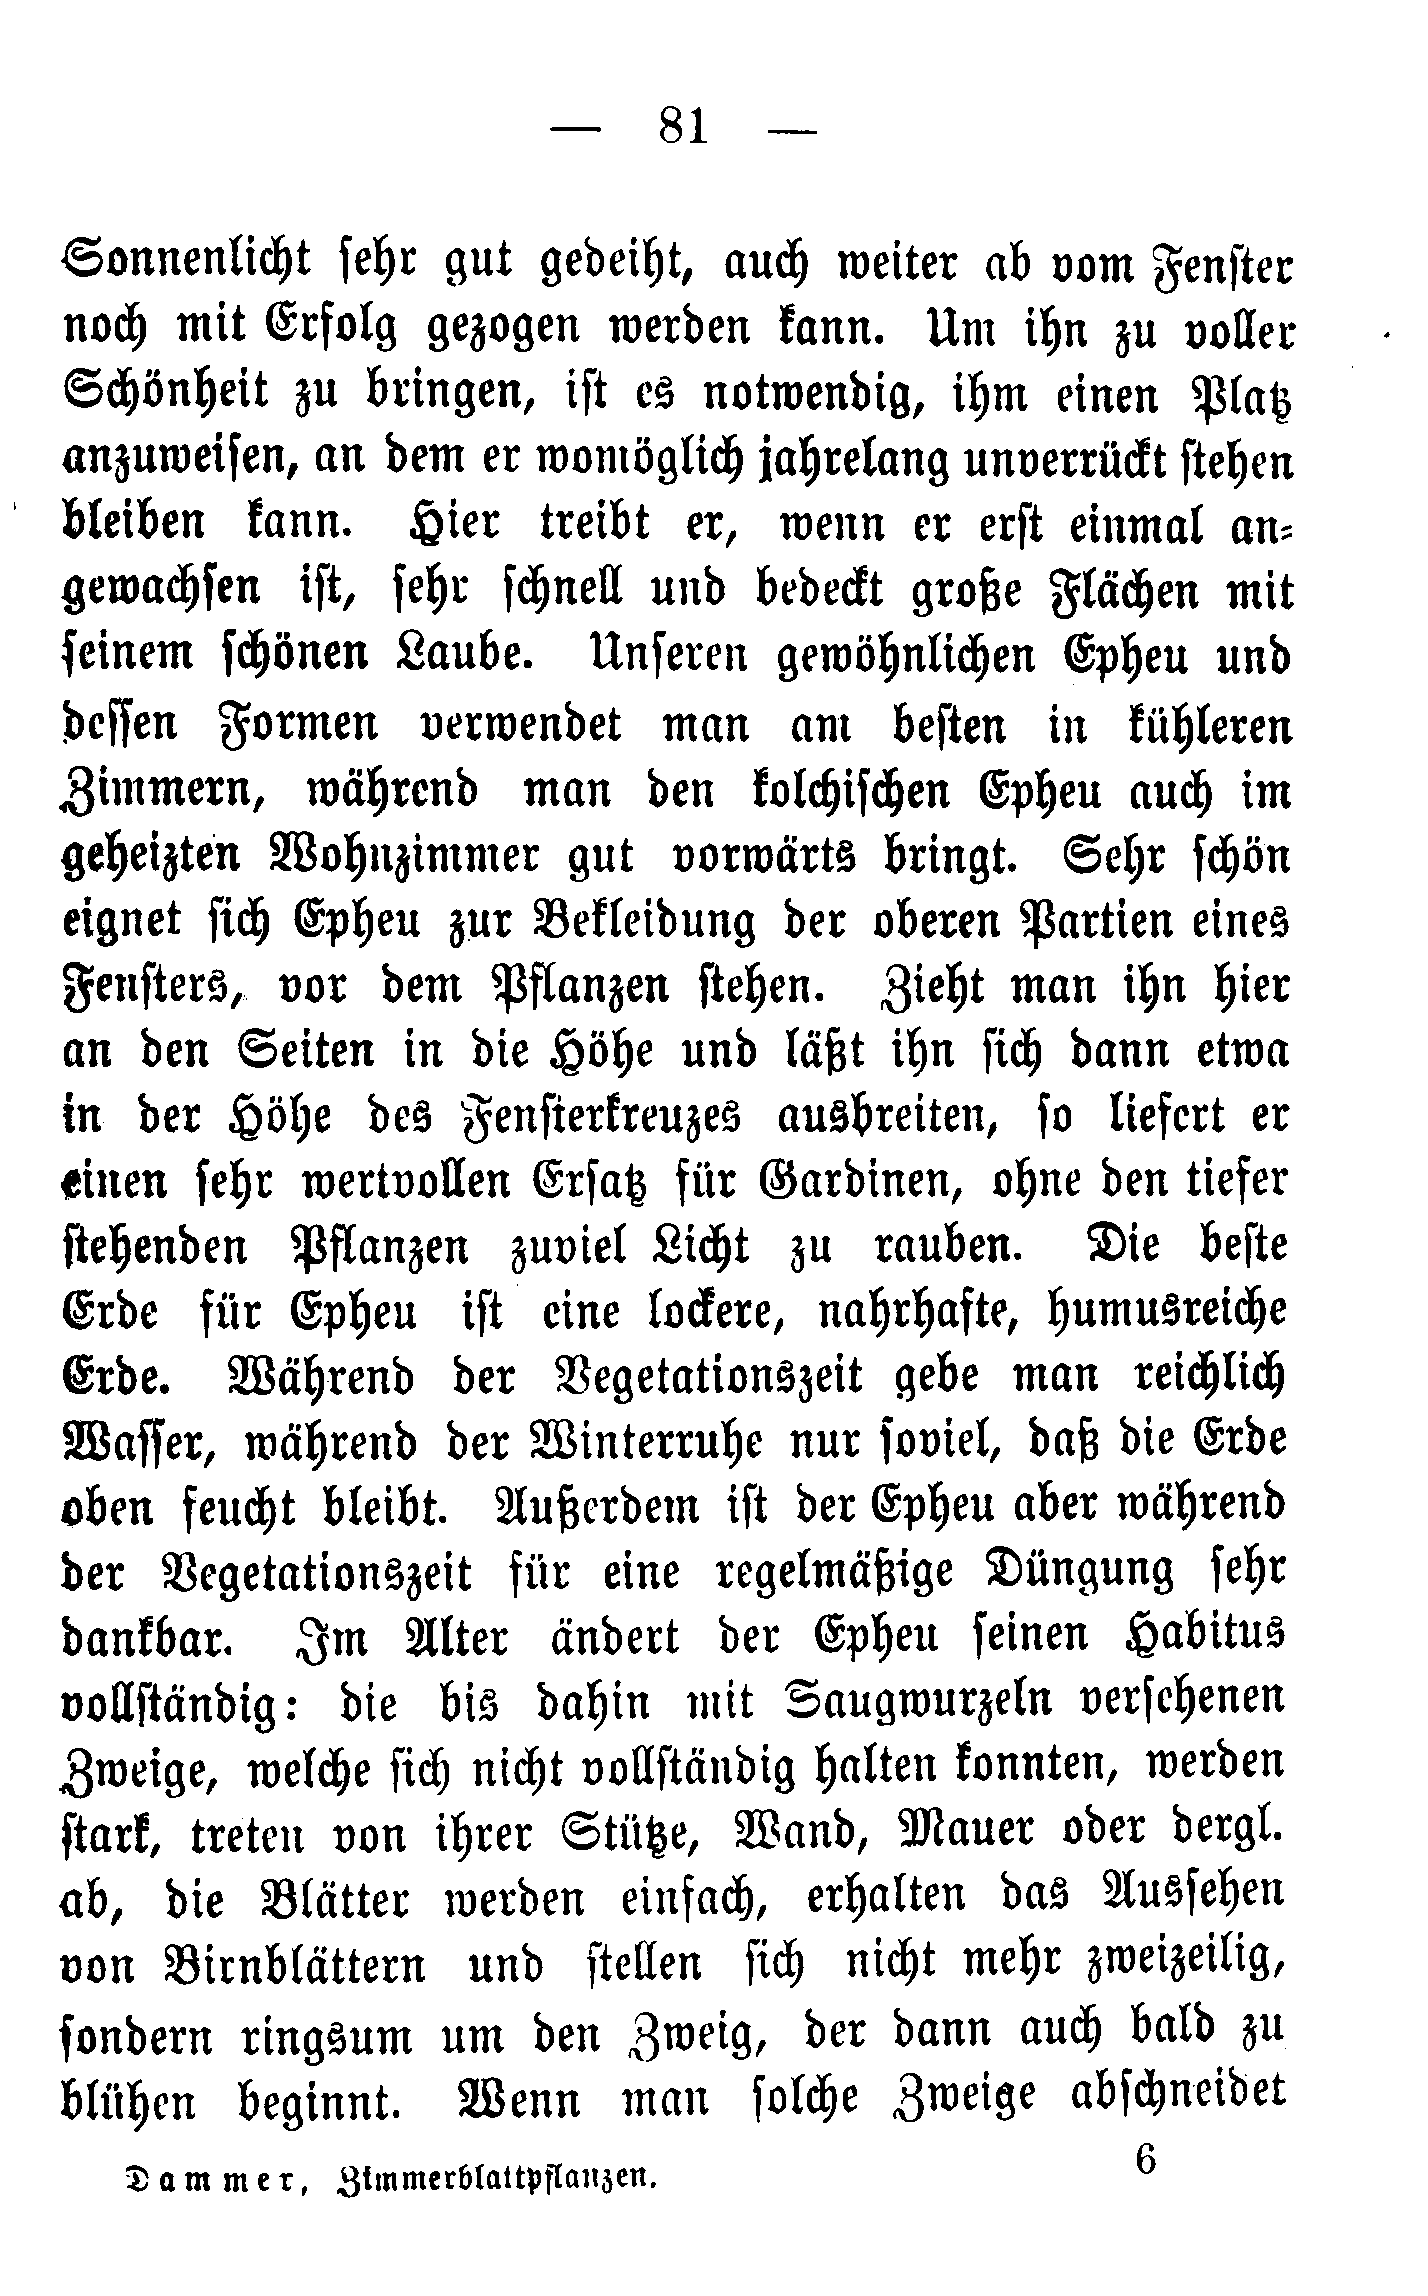 — 81 —
Sonnenlicht sehr gut gedeiht, auch weiter ab vom Fenster
noch mit Erfolg gezogen werden kann. Um ihn zu voller
Schönheit zu bringen, ist es notwendig, ihm einen Platz
anzuweisen, an dem er womöglich jahrelang unverrückt stehen
bleiben kann. Hier treibt er, wenn er erst einmal an-
gewachsen ist, sehr schnell und bedeckt große Flächen mit
seinem schönen Laube. Unseren gewöhnlichen Epheu und
dessen Formen verwendet man am besten in kühleren
Zimmern, während man den kolchischen Epheu auch im
geheizten Wohnzimmer gut vorwärts bringt. Sehr schön
eignet sich Epheu zur Bekleidung der oberen Partien eines
Fensters, vor dem Pflanzen stehen. Zieht man ihn hier
an den Seiten in die Höhe und läßt ihn sich dann etwa
in der Höhe des Fensterkreuzes ausbreiten, so liefert er
einen sehr wertvollen Ersatz für Gardinen, ohne den tiefer
stehenden Pflanzen zuviel Licht zu rauben. Die beste
Erde für Epheu ist eine lockere, nahrhafte, humusreiche
Erde. Während der Vegetationszeit gebe man reichlich
Wasser, während der Winterruhe nur soviel, daß die Erde
oben feucht bleibt. Außerdem ist der Epheu aber während
der Vegetationszeit für eine regelmäßige Düngung sehr
dankbar. Im Alter ändert der Epheu seinen Habitus
vollständig: die bis dahin mit Saugwurzeln versehenen
Zweige, welche sich nicht vollständig halten konnten, werden
stark, treten von ihrer Stütze, Wand, Mauer oder dergl.
ab, die Blätter werden einfach, erhalten das Aussehen
von Birnblättern und stellen sich nicht mehr zweizeilig,
sondern ringsum um den Zweig, der dann auch bald zu
blühen beginnt. Wenn man solche Zweige abschneidet
Dammer, Zimmerblattpflanzen. 6